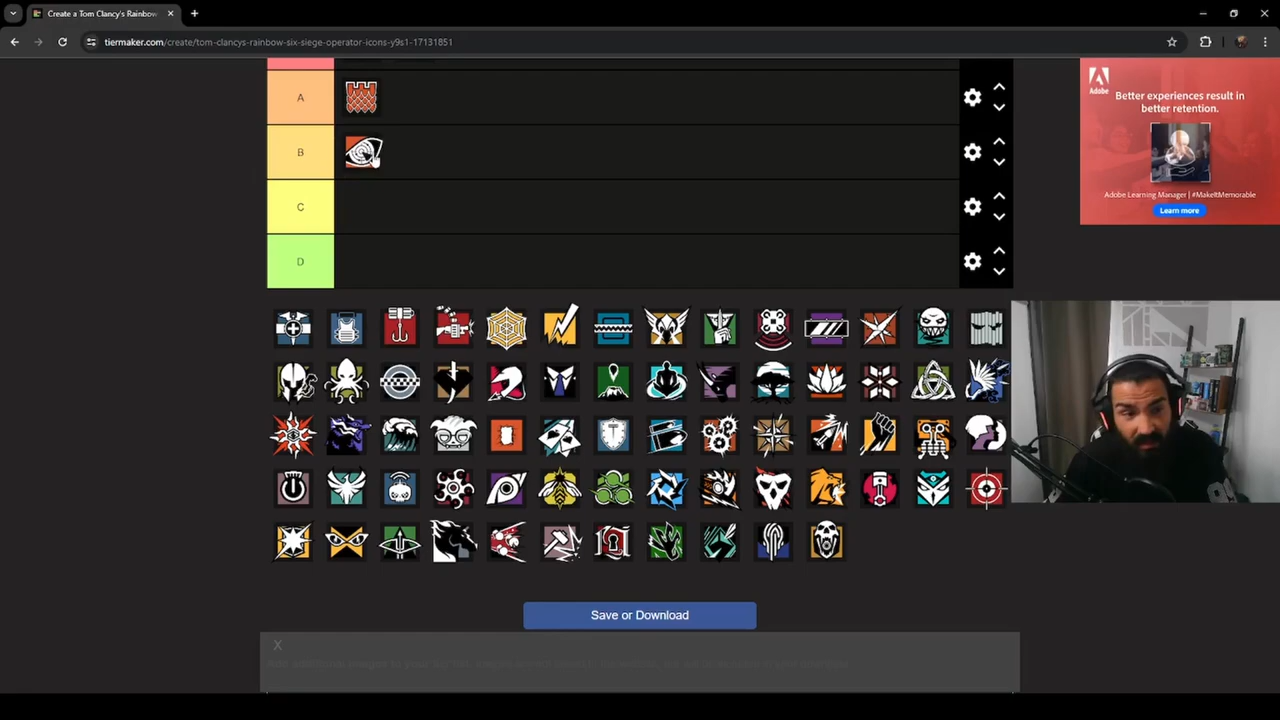 Create a Tom Clancy's Rainbow
tiermaker.com/create/tom-clancys-rainbow-six-siege-operator-icons-y9s1-17131851
A
B
C
D
Better experiences result in
better retention.
Adobe
Adobe Learning Manager | #MakeItMemorable
Learn more
Save or Download
X